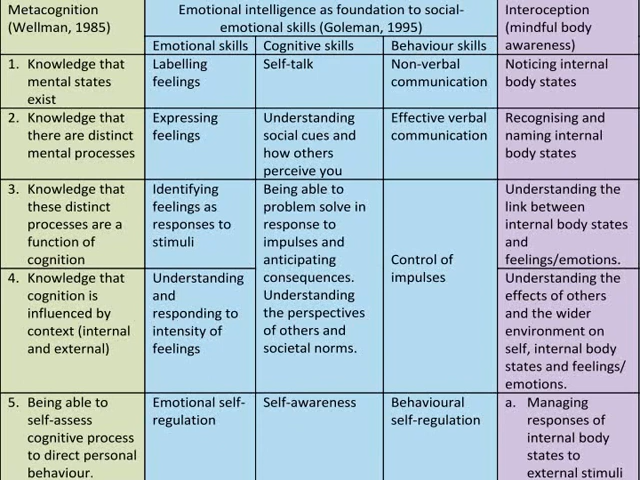 Metacognition
(Wellman, 1985)
Emotional intelligence as foundation to social-
emotional skills (Goleman, 1995)
Interoception
(mindful body
awareness)
Emotional skills
Cognitive skills
Behaviour skills
1. Knowledge that
mental states
exist
Labelling
feelings
Self-talk
Non-verbal
communication
Noticing internal
body states
2. Knowledge that
there are distinct
mental processes
Expressing
feelings
Understanding
social cues and
how others
perceive you
Effective verbal
communication
Recognising and
naming internal
body states
3. Knowledge that
these distinct
processes are a
function of
cognition
Identifying
feelings as
responses to
stimuli
Being able to
problem solve in
response to
impulses and
anticipating
consequences.
Understanding
the perspectives
of others and
societal norms.
Control of
impulses
Understanding the
link between
internal body states
and
feelings/emotions.
4. Knowledge that
cognition is
influenced by
context (internal
and external)
Understanding
and
responding to
intensity of
feelings
Understanding the
effects of others
and the wider
environment on
self, internal body
states and feelings/
emotions.
5. Being able to
self-assess
cognitive process
to direct personal
behaviour.
Emotional self-
regulation
Self-awareness
Behavioural
self-regulation
a. Managing
responses of
internal body
states to
external stimuli